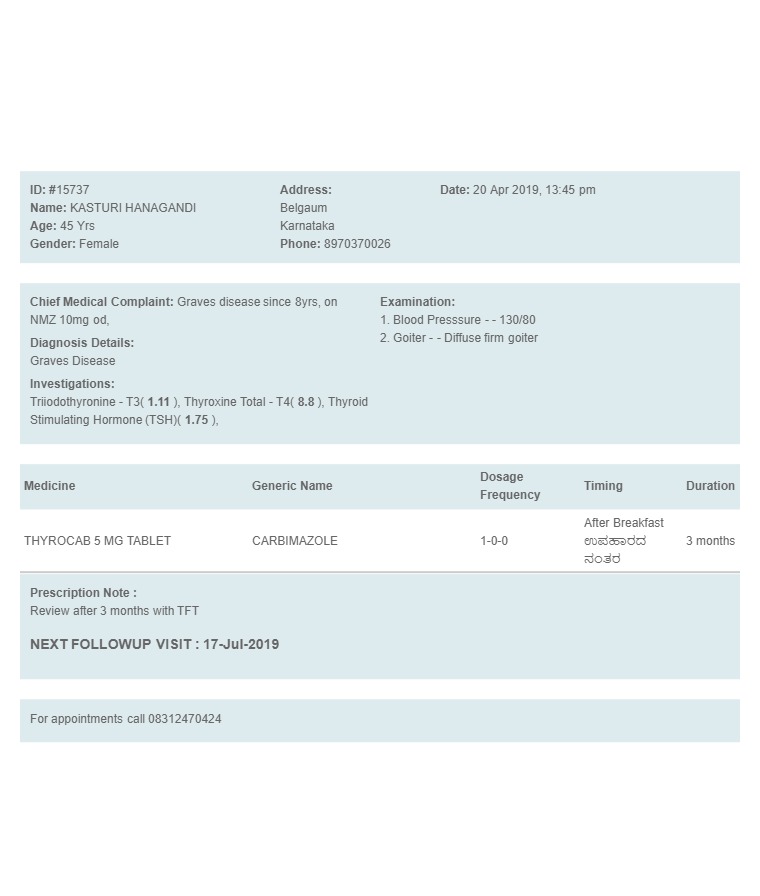 ID: #15737
Name: KASTURI HANAGANDI
Age: 45 Yrs
Gender: Female
Address:
Belgaum
Karnataka
Phone: 8970370026
Date: 20 Apr 2019, 13:45 pm
Chief Medical Complaint: Graves disease since 8yrs, on
NMZ 10mg od,
Diagnosis Details:
Graves Disease
Investigations:
Triiodothyronine - T3( 1.11 ), Thyroxine Total - T4( 8.8 ), Thyroid
Stimulating Hormone (TSH)( 1.75 ),
Examination:
1. Blood Presssure - - 130/80
2. Goiter - - Diffuse firm goiter
Medicine Generic Name Dosage Frequency Timing Duration
THYROCAB 5 MG TABLET CARBIMAZOLE 1-0-0 After Breakfast ಉಪಹಾರದ ನಂತರ 3 months
Prescription Note :
Review after 3 months with TFT
NEXT FOLLOWUP VISIT : 17-Jul-2019
For appointments call 08312470424